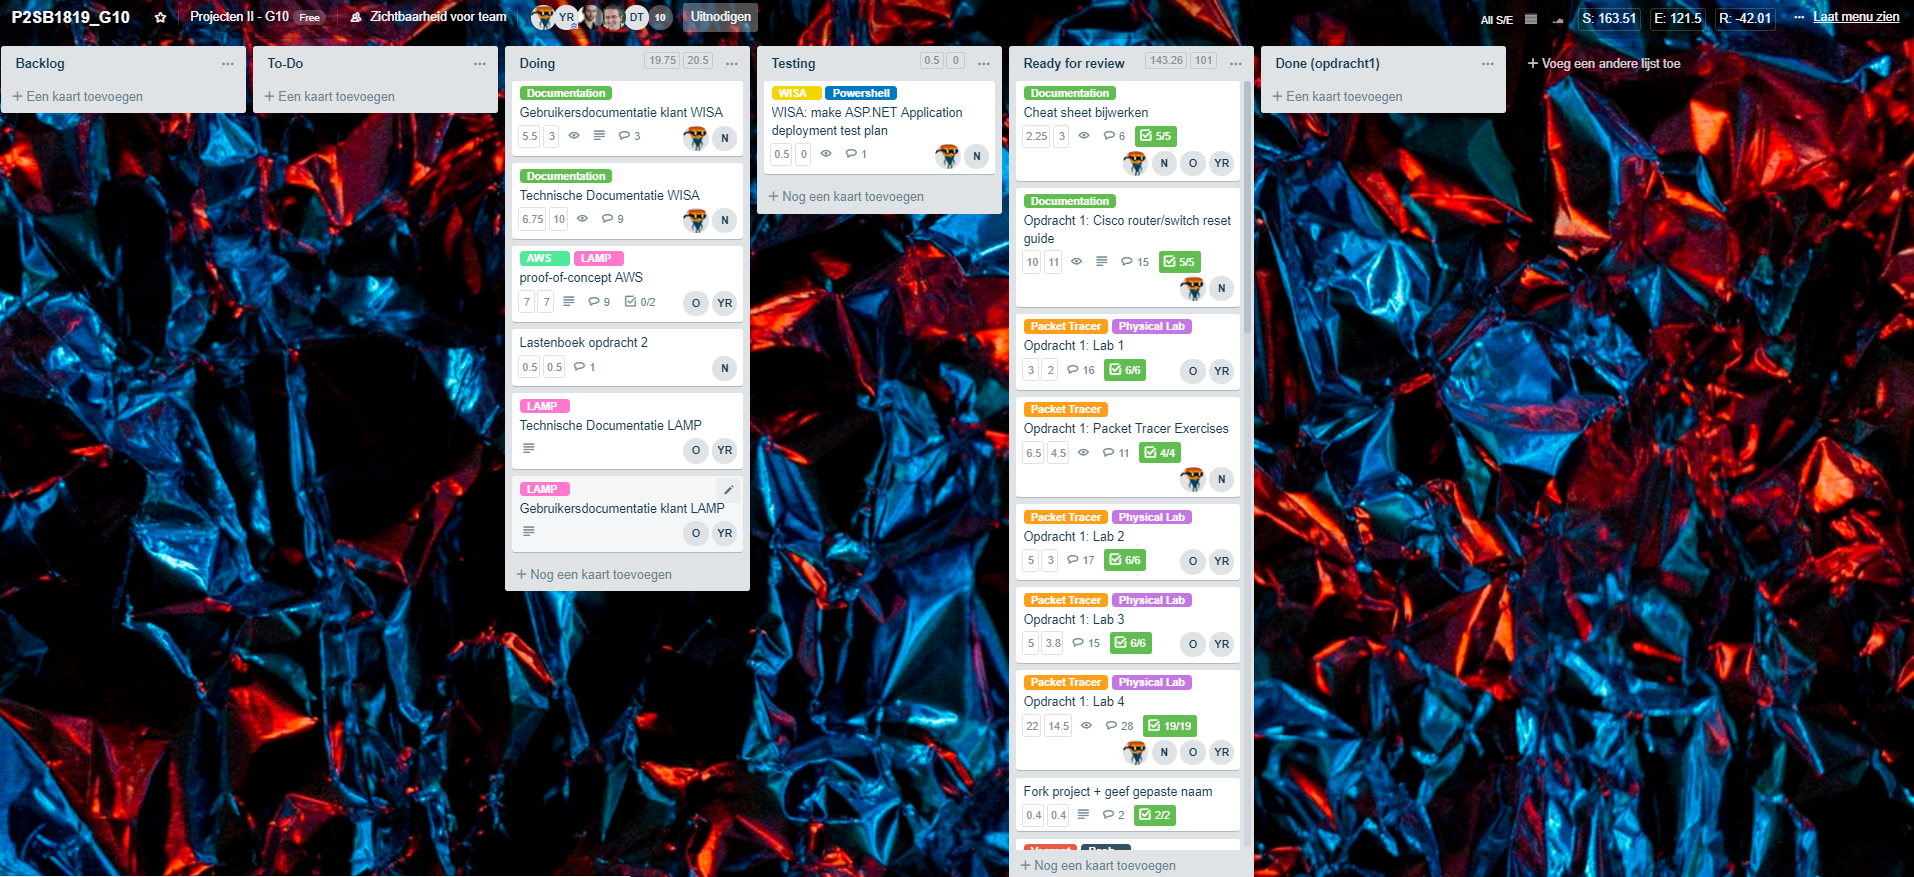 P2SB1819_G10
Projecten II - G10 Free
Zichtbaarheid voor team
YR
DT
10
Uitnodigen
All S/E
S: 163.51
E: 121.5
R: -42.01
Laat menu zien
Backlog
+ Een kaart toevoegen
To-Do
+ Een kaart toevoegen
Doing
19.75 20.5
Documentation
Gebruikersdocumentatie klant WISA
5.5 3 3
N
Documentation
Technische Documentatie WISA
6.75 10 9
N
AWS LAMP
proof-of-concept AWS
7 7 9 0/2
O YR
Lastenboek opdracht 2
0.5 0.5 1
N
LAMP
Technische Documentatie LAMP
O YR
LAMP
Gebruikersdocumentatie klant LAMP
O YR
+ Nog een kaart toevoegen
Testing
0.5 0
WISA Powershell
WISA: make ASP.NET Application
deployment test plan
0.5 0 1
N
+ Nog een kaart toevoegen
Ready for review
143.26 101
Documentation
Cheat sheet bijwerken
2.25 3 6 5/5
N O YR
Documentation
Opdracht 1: Cisco router/switch reset
guide
10 11 15 5/5
N
Packet Tracer Physical Lab
Opdracht 1: Lab 1
3 2 16 6/6
O YR
Packet Tracer
Opdracht 1: Packet Tracer Exercises
6.5 4.5 11 4/4
N
Packet Tracer Physical Lab
Opdracht 1: Lab 2
5 3 17 6/6
O YR
Packet Tracer Physical Lab
Opdracht 1: Lab 3
5 3.8 15 6/6
O YR
Packet Tracer Physical Lab
Opdracht 1: Lab 4
22 14.5 28 19/19
N O YR
Fork project + geef gepaste naam
0.4 0.4 2 2/2
+ Nog een kaart toevoegen
Done (opdracht1)
+ Een kaart toevoegen
+ Voeg een andere lijst toe